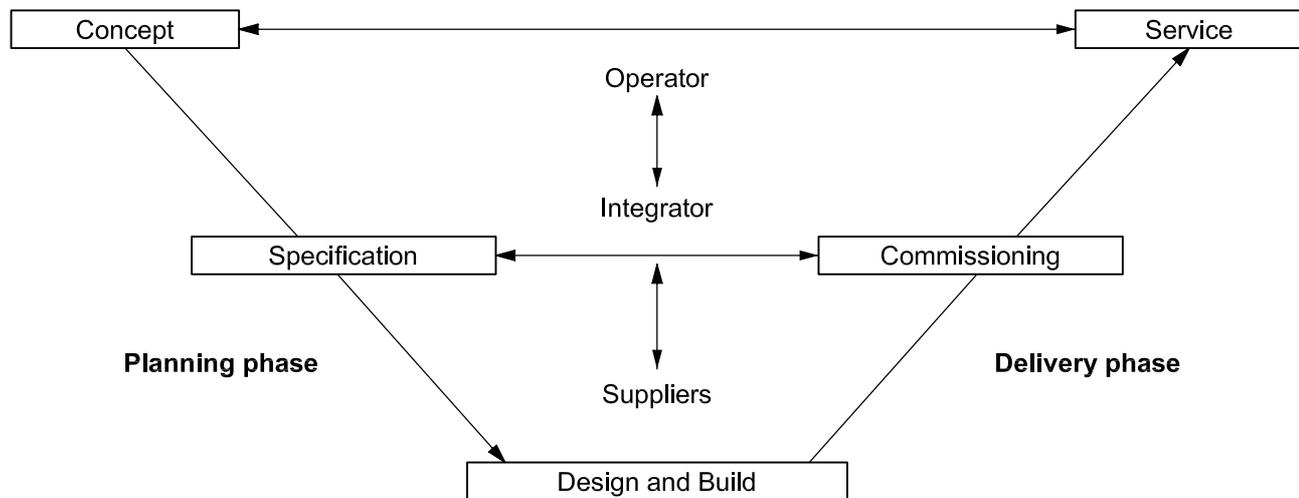 Concept
Service
Operator
Integrator
Specification
Commissioning
Planning phase
Delivery phase
Suppliers
Design and Build